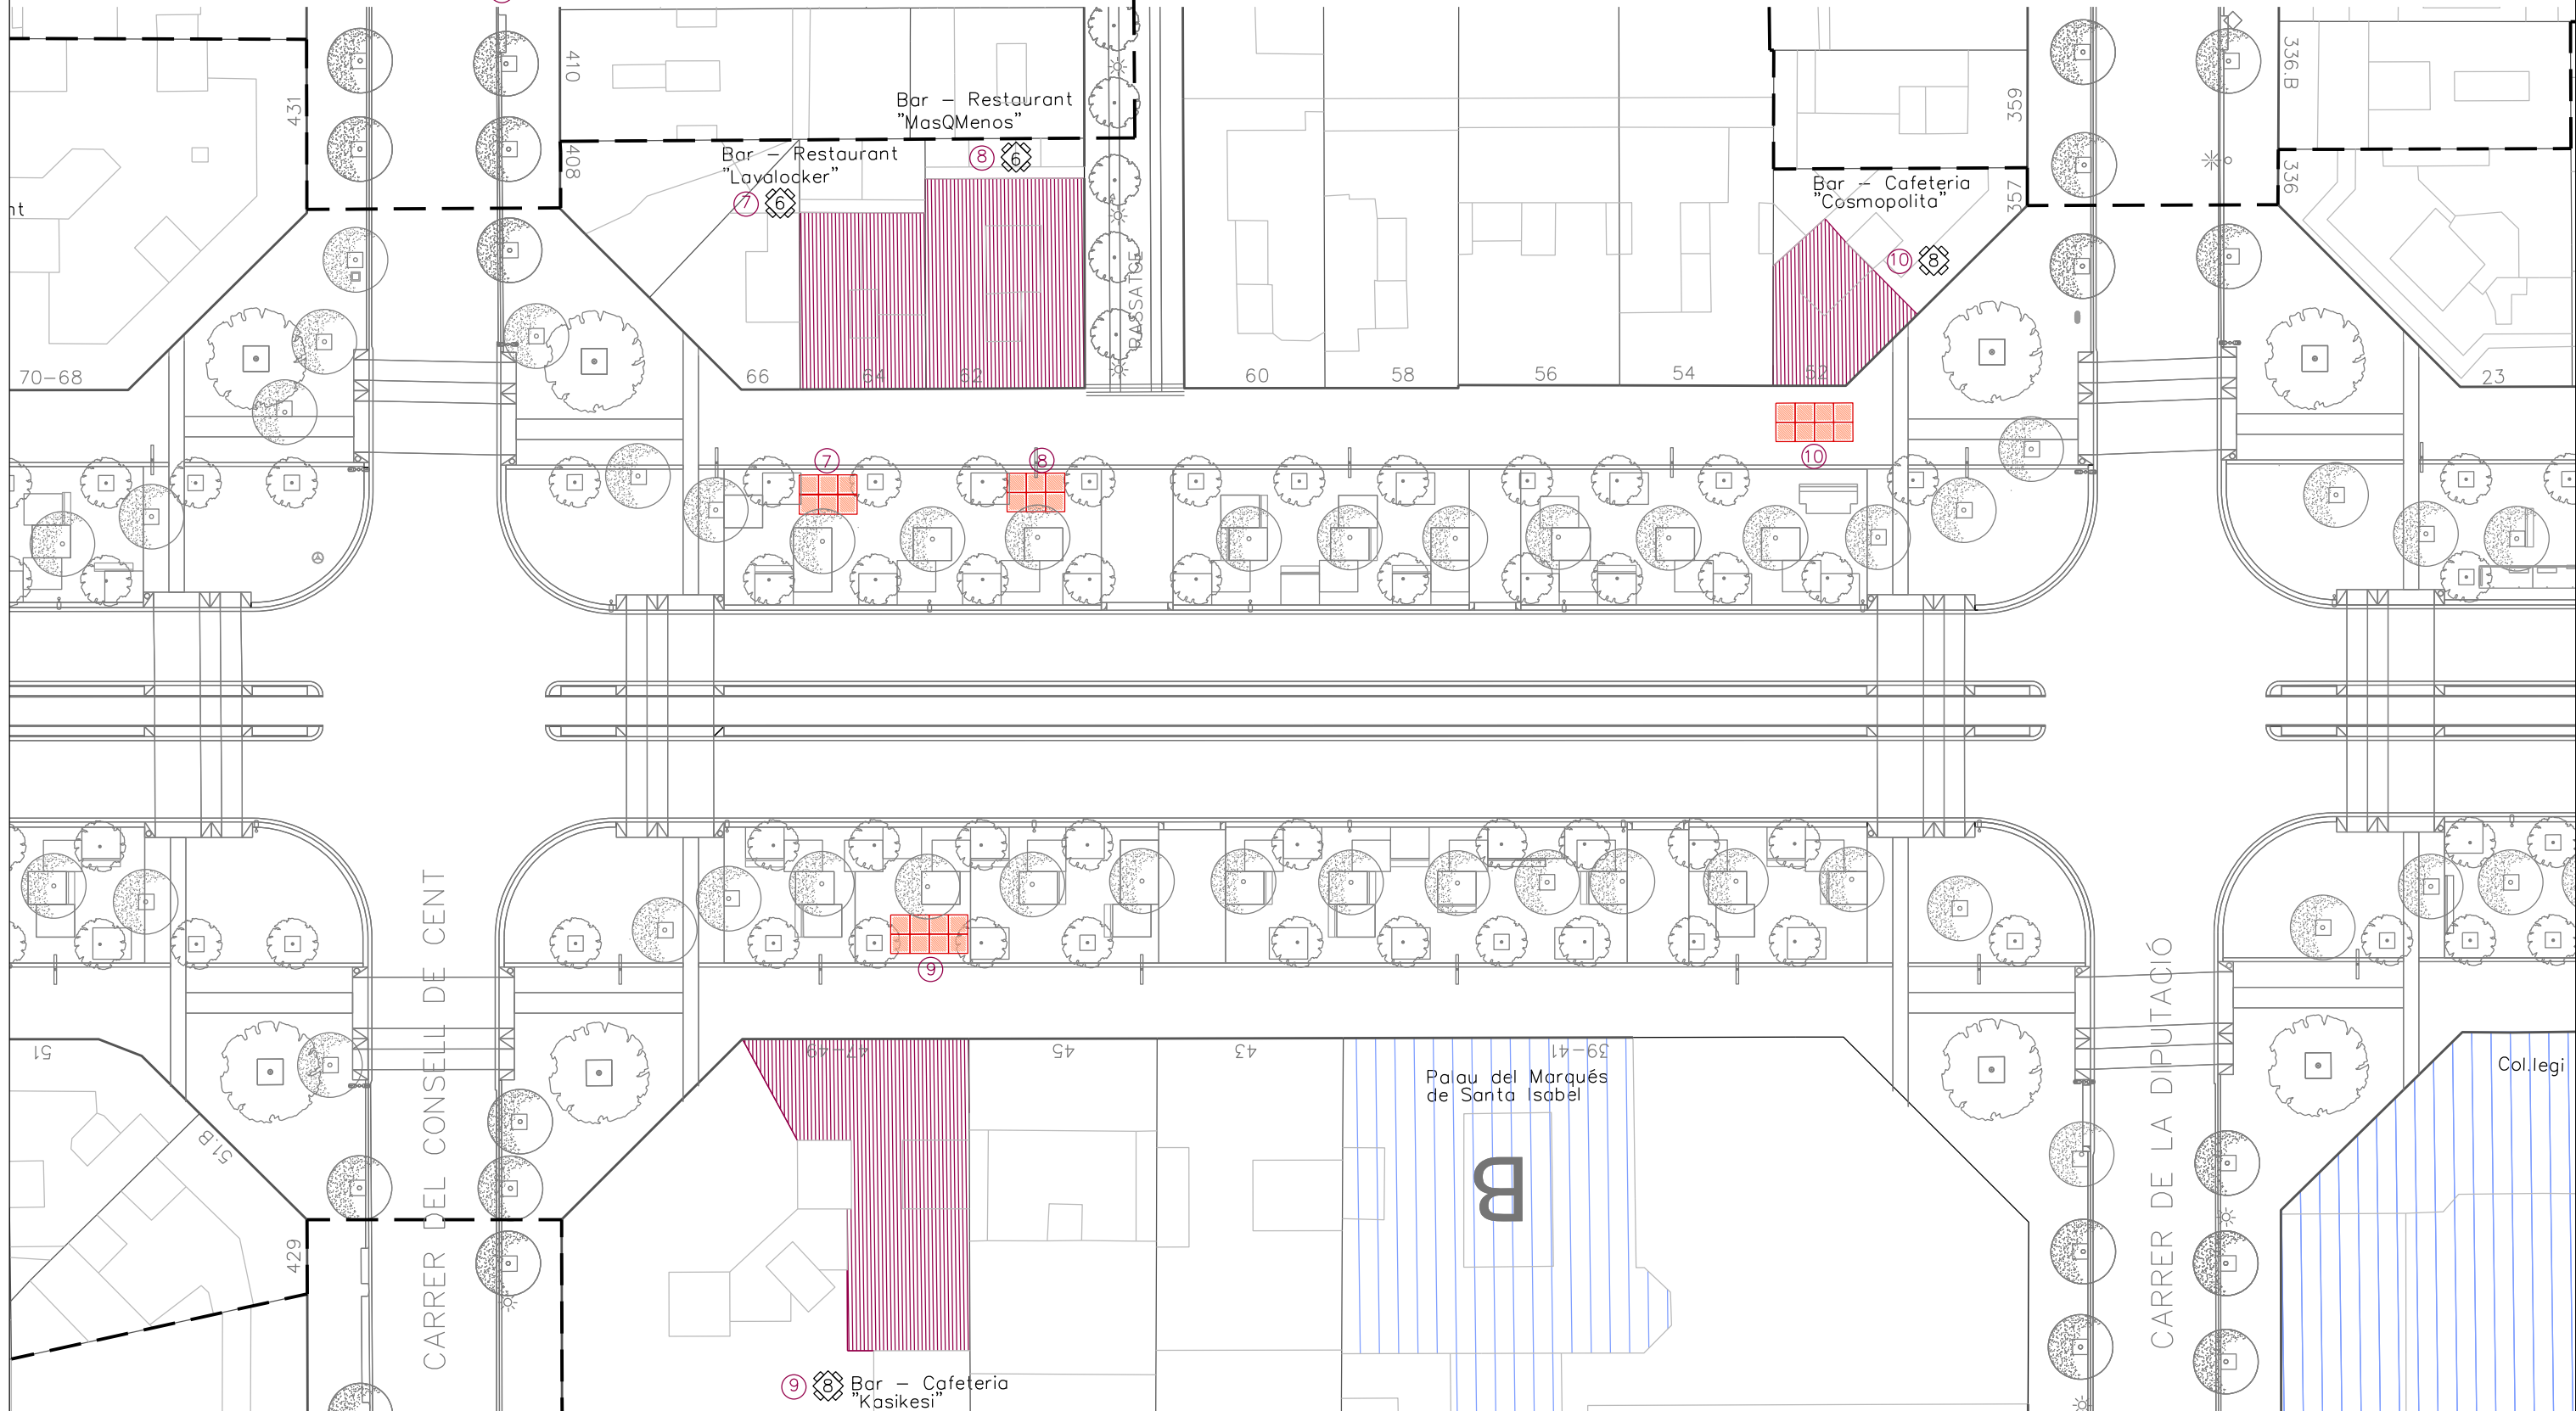 431
410
Bar - Restaurant
"MasQMenos"
8 6
408
Bar - Restaurant
"Lavalocker"
7 6
nt
PASSATGE
359
336.B
336
357
Bar - Cafeteria
"Cosmopolita"
10 8
70-68
66
64
62
60
58
56
54
52
23
7
8
10
9
51
51.B
429
CARRER DEL CONSELL DE CENT
47-49
45
43
39-41
Palau del Marqués
de Santa Isabel
B
CARRER DE LA DIPUTACIÓ
Col.legi
9 8 Bar - Cafeteria
"Kasikesi"